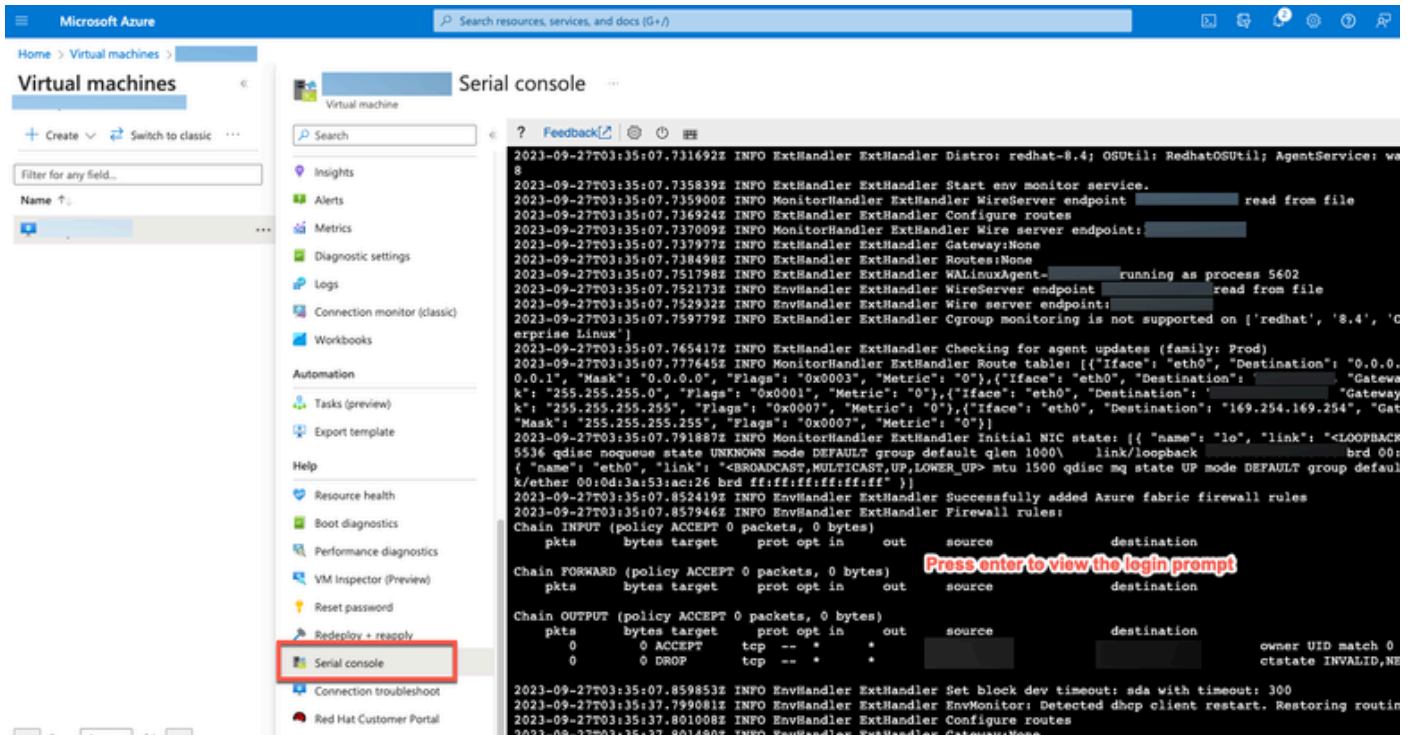 Microsoft Azure
Search resources, services, and docs (G+/)
2
Home > Virtual machines >
Virtual machines
Serial console
Virtual machine
Create
Switch to classic
Search
Feedback
Filter for any field...
Name
Insights
Alerts
Metrics
Diagnostic settings
Logs
Connection monitor (classic)
Workbooks
Automation
Tasks (preview)
Export template
Help
Resource health
Boot diagnostics
Performance diagnostics
VM Inspector (Preview)
Reset password
Redeploy + reapply
Serial console
Connection troubleshoot
Red Hat Customer Portal
2023-09-27T03:35:07.731692Z INFO ExtHandler ExtHandler Distro: redhat-8.4; OSUtil: RedhatOSUtil; AgentService: wa
8
2023-09-27T03:35:07.735839Z INFO ExtHandler ExtHandler Start env monitor service.
2023-09-27T03:35:07.735900Z INFO MonitorHandler ExtHandler WireServer endpoint read from file
2023-09-27T03:35:07.736924Z INFO EnvHandler ExtHandler Configure routes
2023-09-27T03:35:07.737009Z INFO MonitorHandler ExtHandler Wire server endpoint:
2023-09-27T03:35:07.737977Z INFO EnvHandler ExtHandler Gateway:None
2023-09-27T03:35:07.738498Z INFO EnvHandler ExtHandler Routes:None
2023-09-27T03:35:07.751798Z INFO ExtHandler ExtHandler WALinuxAgent- running as process 5602
2023-09-27T03:35:07.752173Z INFO EnvHandler ExtHandler WireServer endpoint read from file
2023-09-27T03:35:07.752932Z INFO EnvHandler ExtHandler Wire server endpoint:
2023-09-27T03:35:07.759779Z INFO ExtHandler ExtHandler Cgroup monitoring is not supported on ['redhat', '8.4', 'C
erprise Linux']
2023-09-27T03:35:07.765417Z INFO ExtHandler ExtHandler Checking for agent updates (family: Prod)
2023-09-27T03:35:07.777645Z INFO MonitorHandler ExtHandler Route table: [{"Iface": "eth0", "Destination": "0.0.0.
0.0.1", "Mask": "0.0.0.0", "Flags": "0x0003", "Metric": "0"},{"Iface": "eth0", "Destination": "Gatewa
k": "255.255.255.0", "Flags": "0x0001", "Metric": "0"},{"Iface": "eth0", "Destination": "Gateway
k": "255.255.255.255", "Flags": "0x0007", "Metric": "0"},{"Iface": "eth0", "Destination": "169.254.169.254", "Gat
"Mask": "255.255.255.255", "Flags": "0x0007", "Metric": "0"}]
2023-09-27T03:35:07.791887Z INFO MonitorHandler ExtHandler Initial NIC state: [{ "name": "lo", "link": "<LOOPBACK
5536 qdisc noqueue state UNKNOWN mode DEFAULT group default qlen 1000\ link/loopback brd 00:
{ "name": "eth0", "link": "<BROADCAST,MULTICAST,UP,LOWER_UP> mtu 1500 qdisc mq state UP mode DEFAULT group defaul
k/ether 00:0d:3a:53:ac:26 brd ff:ff:ff:ff:ff:ff" }]
2023-09-27T03:35:07.852419Z INFO EnvHandler ExtHandler Successfully added Azure fabric firewall rules
2023-09-27T03:35:07.857946Z INFO EnvHandler ExtHandler Firewall rules:
Chain INPUT (policy ACCEPT 0 packets, 0 bytes)
pkts bytes target prot opt in out source destination
Press enter to view the login prompt
Chain FORWARD (policy ACCEPT 0 packets, 0 bytes)
pkts bytes target prot opt in out source destination
Chain OUTPUT (policy ACCEPT 0 packets, 0 bytes)
pkts bytes target prot opt in out source destination
0 0 ACCEPT tcp -- * * owner UID match 0
0 0 DROP tcp -- * * ctstate INVALID,NE
2023-09-27T03:35:07.859853Z INFO EnvHandler ExtHandler Set block dev timeout: sda with timeout: 300
2023-09-27T03:35:37.799081Z INFO EnvHandler ExtHandler EnvMonitor: Detected dhcp client restart. Restoring routin
2023-09-27T03:35:37.801008Z INFO EnvHandler ExtHandler Configure routes
2023-09-27T03:35:37.801490Z INFO EnvHandler ExtHandler Gateway:None